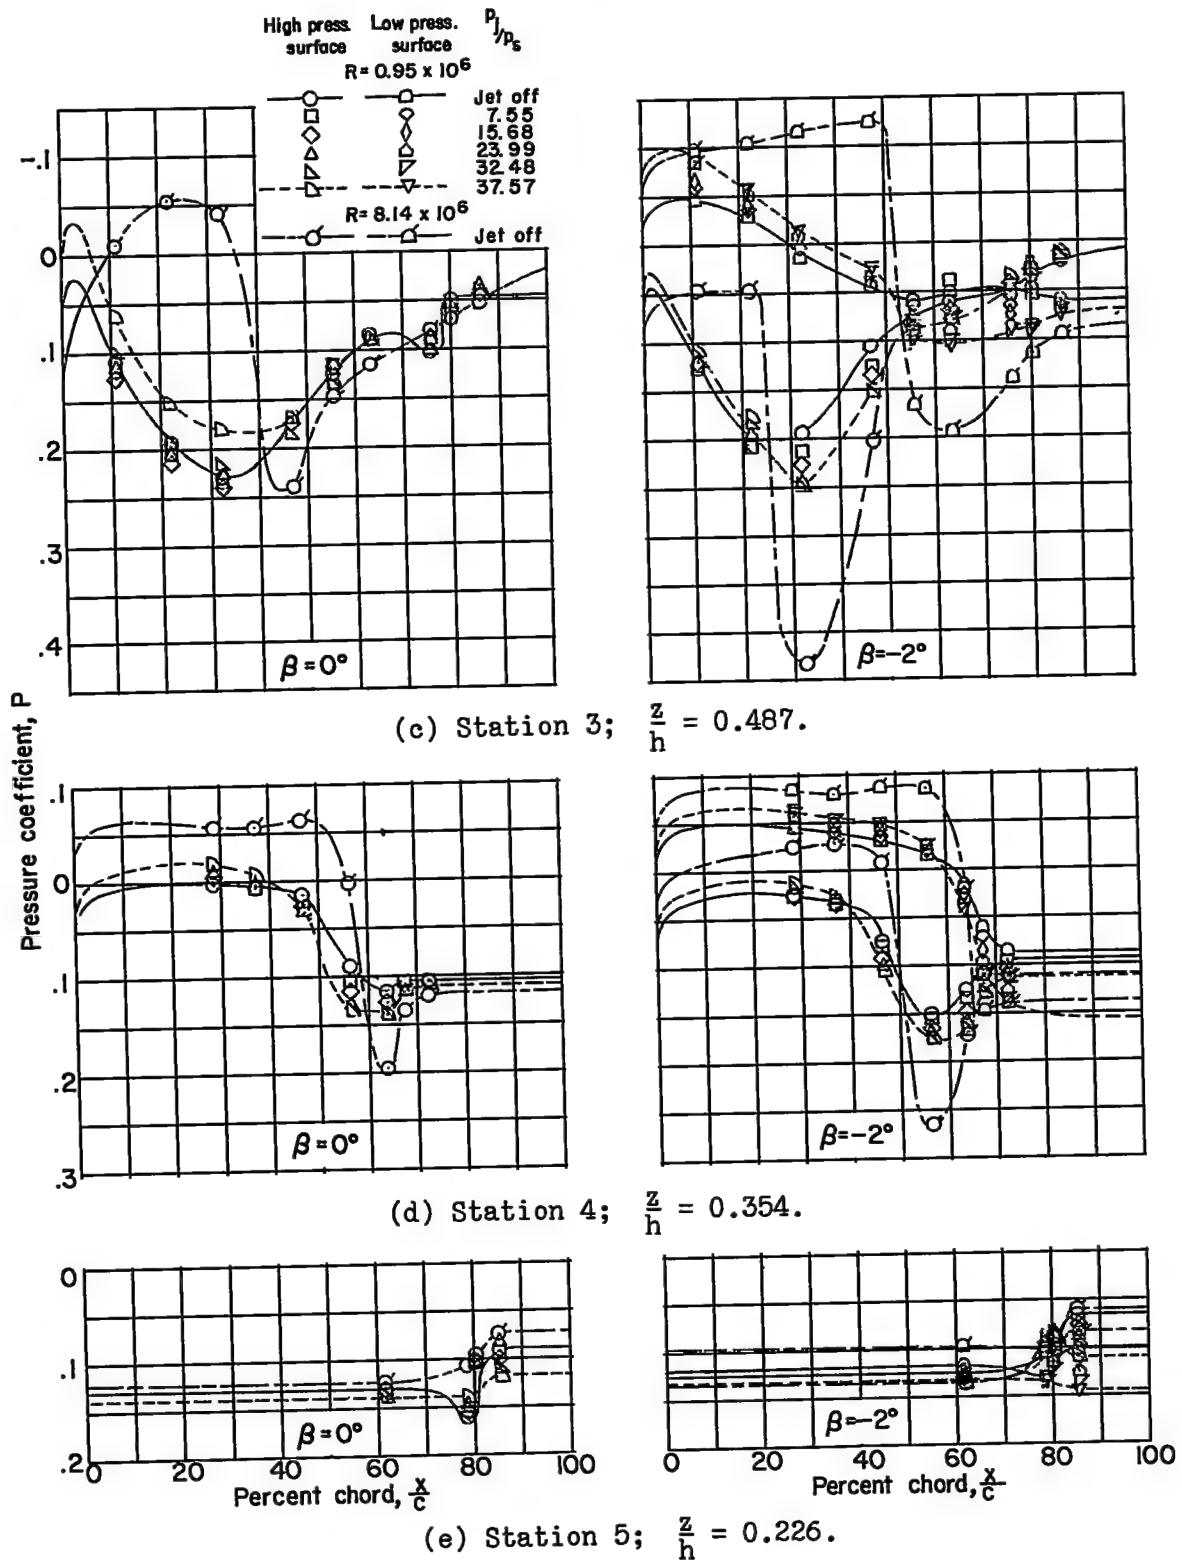 High press. surface Low press. surface Pj/ps
R= 0.95 x 10⁶
Jet off
7.55
15.68
23.99
32.48
37.57
R= 8.14 x 10⁶
Jet off
-.1
0
.1
.2
.3
.4
β = 0°
β=-2°
(c) Station 3; z/h = 0.487.
Pressure coefficient, P
.1
0
.1
.2
.3
β = 0°
β=-2°
(d) Station 4; z/h = 0.354.
0
.1
.2
β = 0°
β=-2°
0 20 40 60 80 100
0 20 40 60 80 100
Percent chord, x/c
Percent chord, x/c
(e) Station 5; z/h = 0.226.